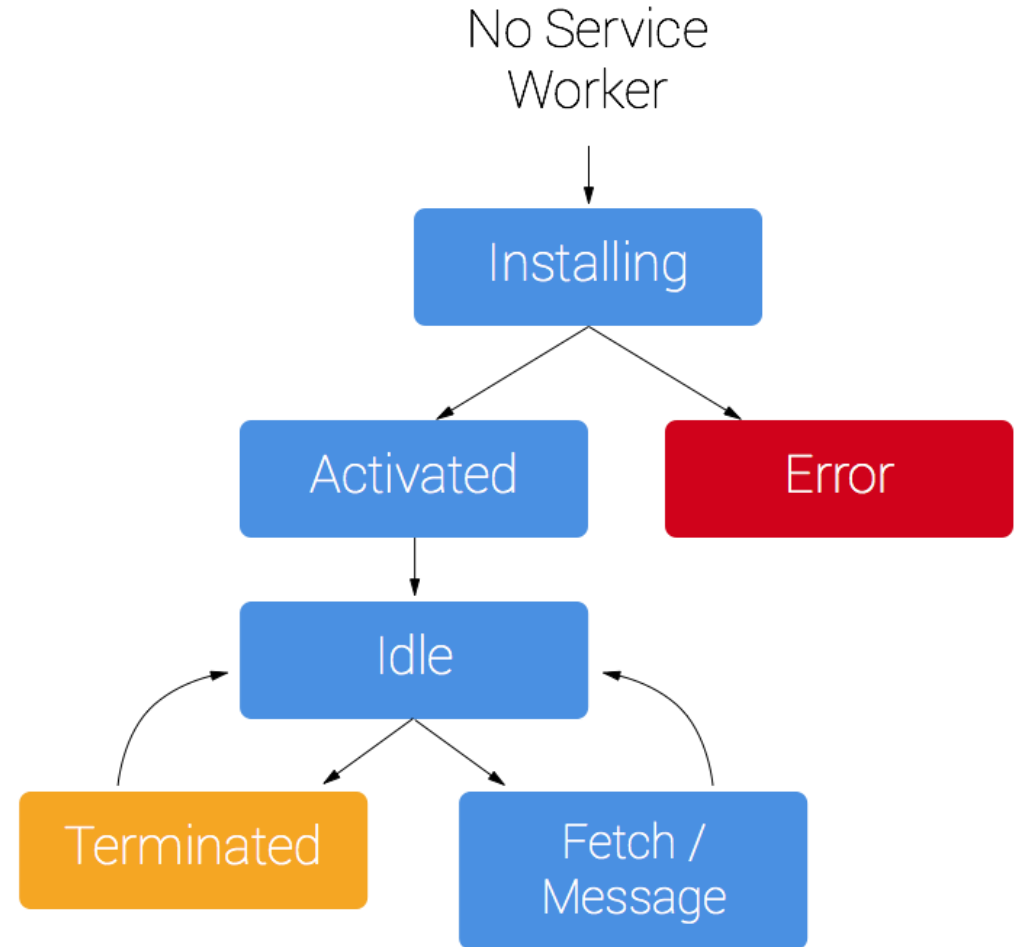 No Service
Worker
Installing
Activated
Error
Idle
Terminated
Fetch /
Message